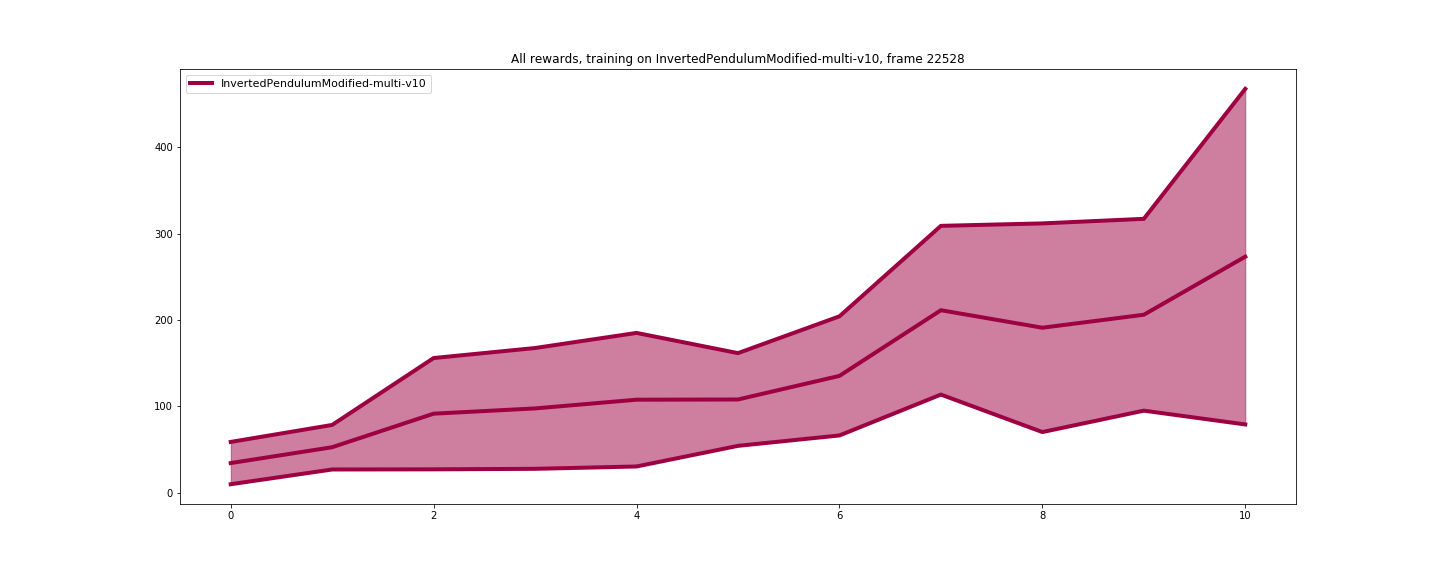 All rewards, training on InvertedPendulumModified-multi-v10, frame 22528
InvertedPendulumModified-multi-v10
400
300
200
100
0
0 2 4 6 8 10